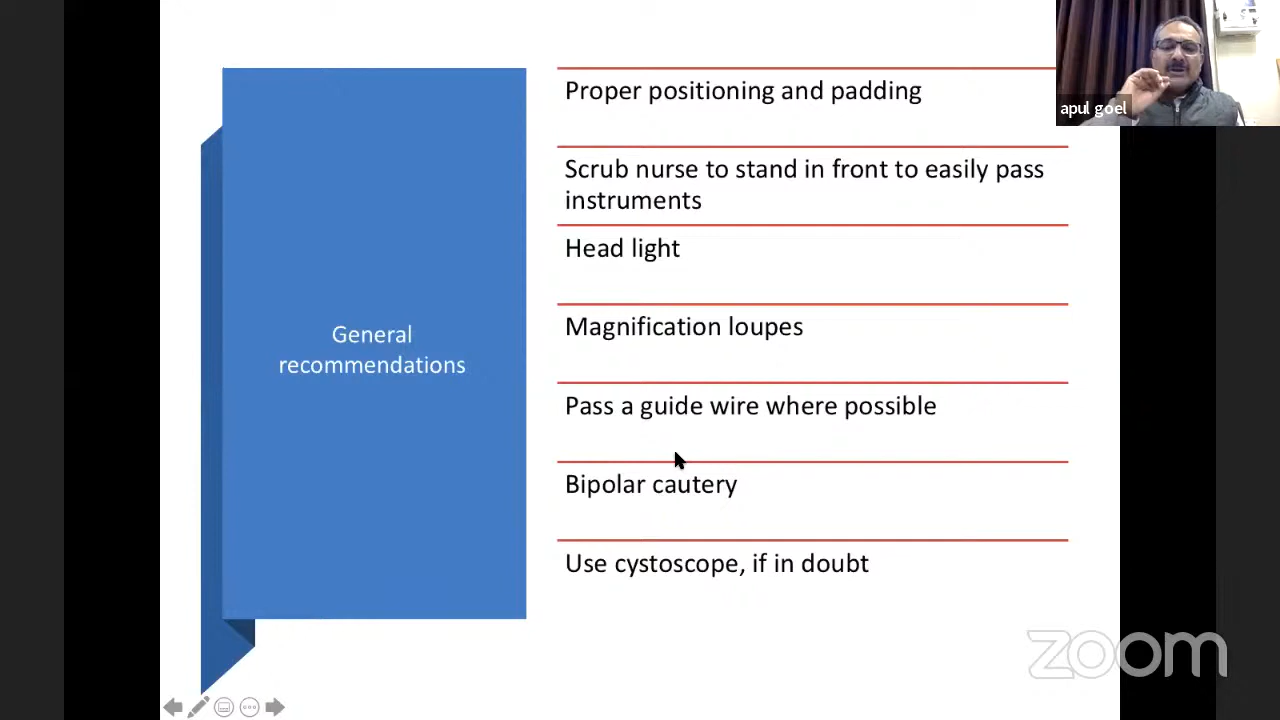 General
recommendations
Proper positioning and padding
Scrub nurse to stand in front to easily pass
instruments
Head light
Magnification loupes
Pass a guide wire where possible
Bipolar cautery
Use cystoscope, if in doubt
apul goel
zoom